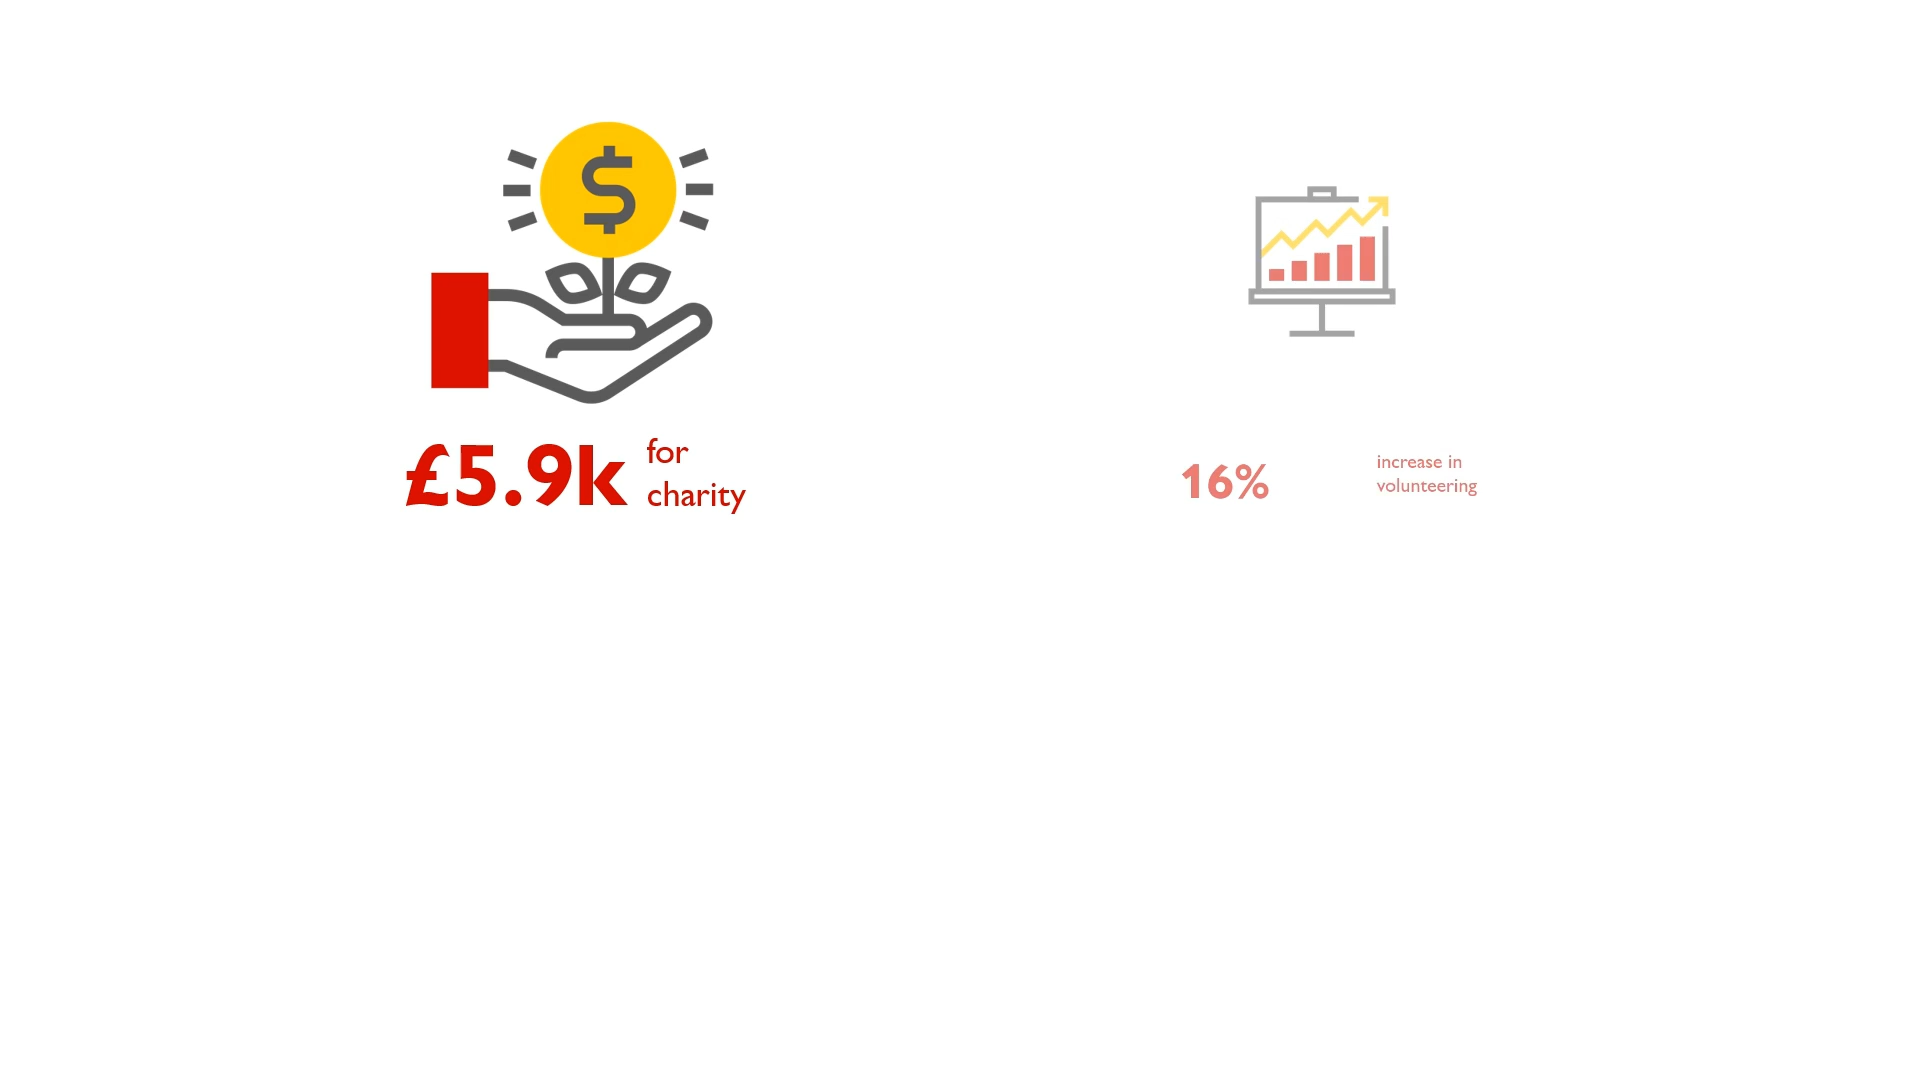 $
£5.9k for
charity
16% increase in
volunteering